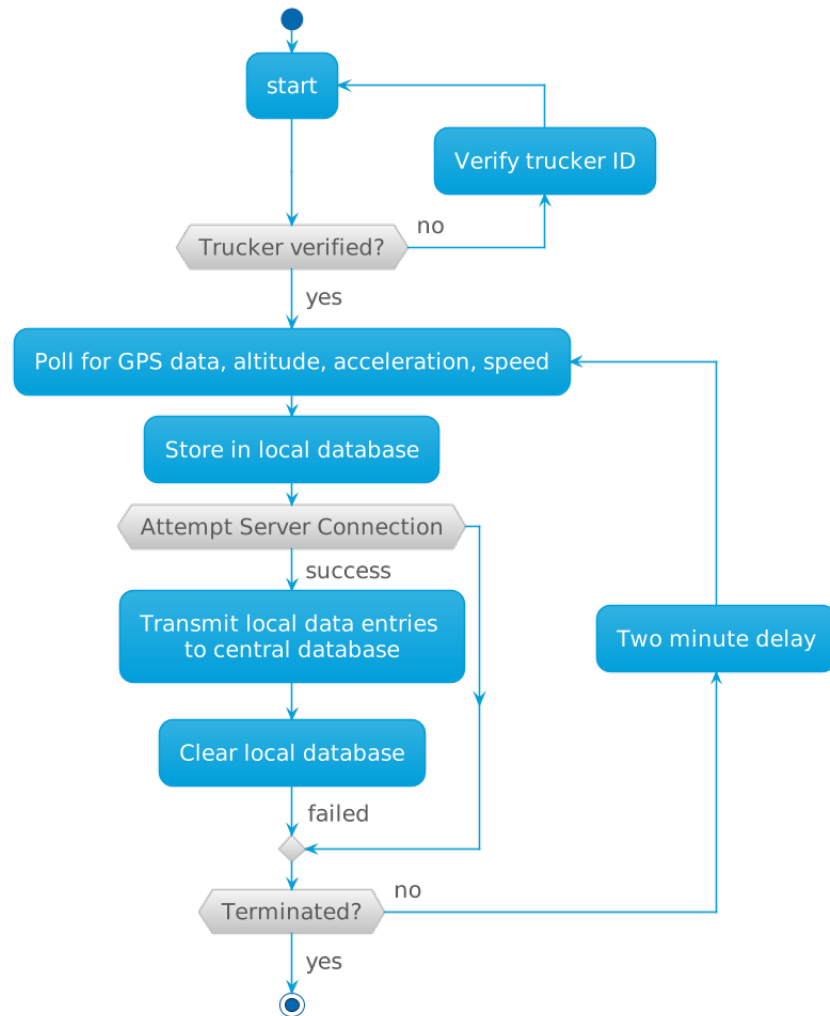 start
Verify trucker ID
no
Trucker verified?
yes
Poll for GPS data, altitude, acceleration, speed
Store in local database
Attempt Server Connection
success
Transmit local data entries
to central database
Two minute delay
Clear local database
failed
no
Terminated?
yes